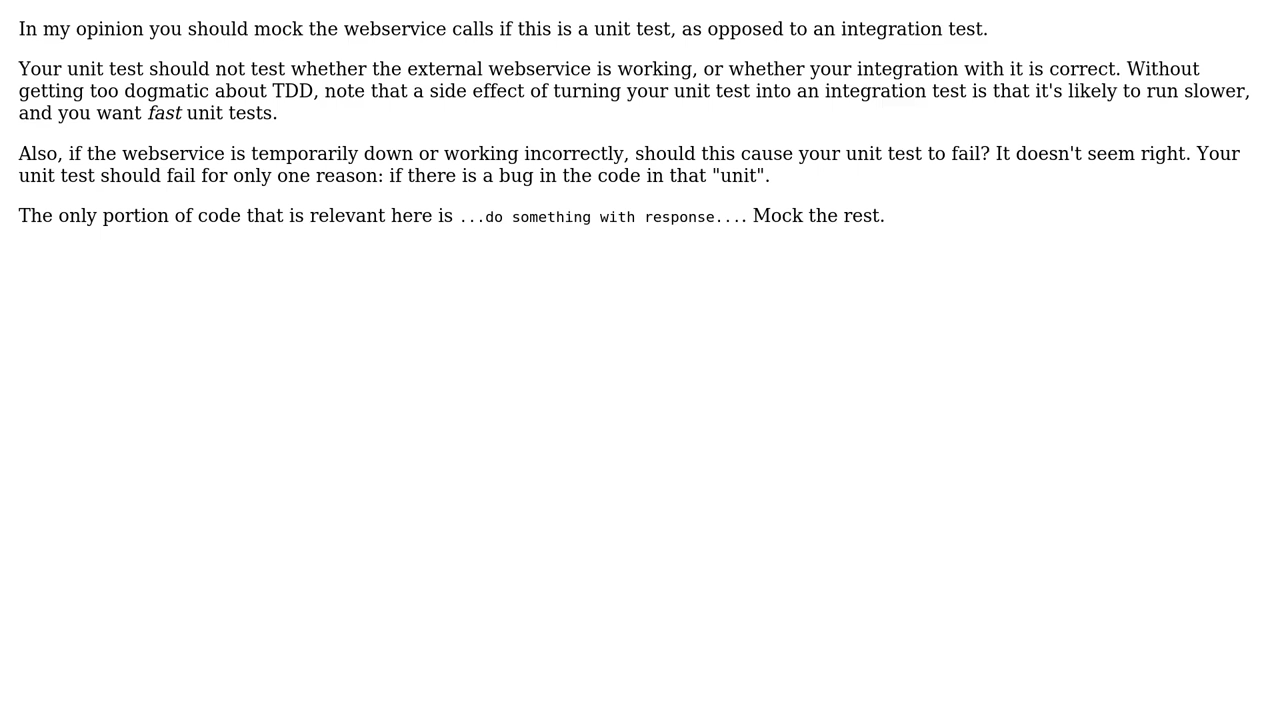 In my opinion you should mock the webservice calls if this is a unit test, as opposed to an integration test.
Your unit test should not test whether the external webservice is working, or whether your integration with it is correct. Without
getting too dogmatic about TDD, note that a side effect of turning your unit test into an integration test is that it's likely to run slower,
and you want fast unit tests.
Also, if the webservice is temporarily down or working incorrectly, should this cause your unit test to fail? It doesn't seem right. Your
unit test should fail for only one reason: if there is a bug in the code in that "unit".
The only portion of code that is relevant here is ...do something with response.... Mock the rest.